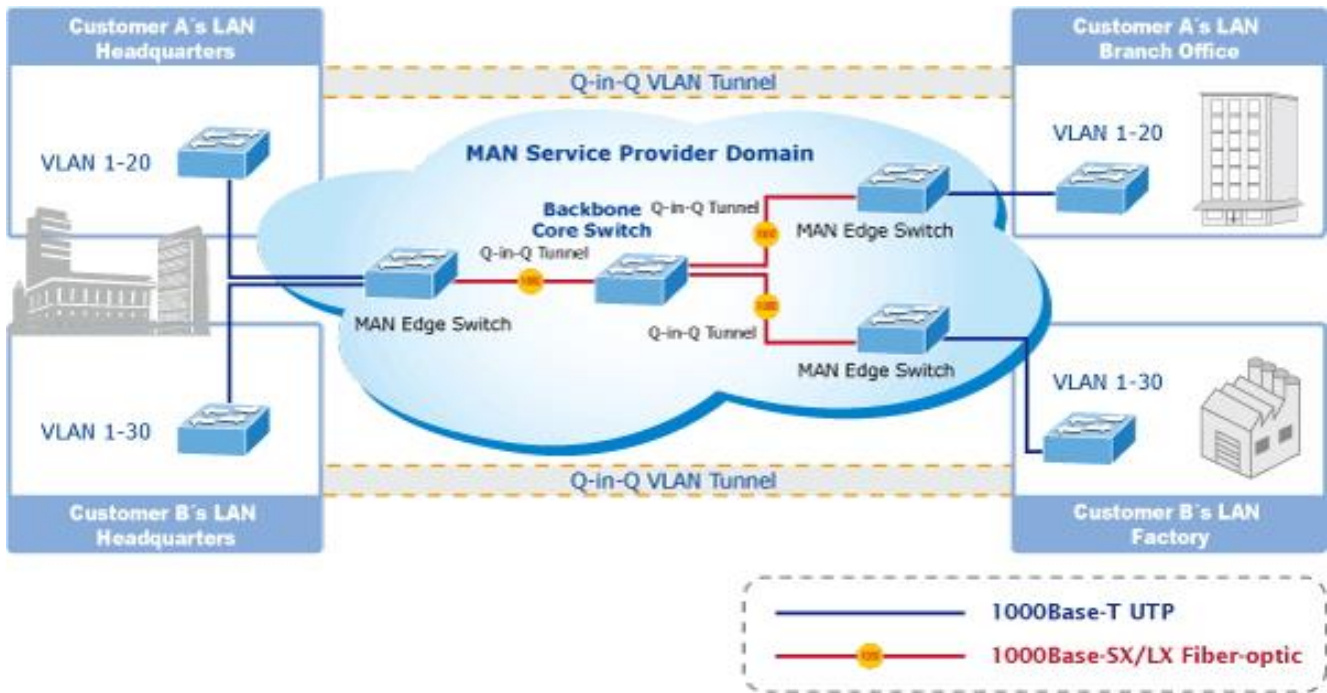 Customer A´s LAN
Headquarters
Customer A´s LAN
Branch Office
Q-in-Q VLAN Tunnel
VLAN 1-20
VLAN 1-20
MAN Service Provider Domain
Backbone
Core Switch
Q-in-Q Tunnel
MAN Edge Switch
Q-in-Q Tunnel
MAN Edge Switch
Q-in-Q Tunnel
MAN Edge Switch
VLAN 1-30
VLAN 1-30
Q-in-Q VLAN Tunnel
Customer B´s LAN
Headquarters
Customer B´s LAN
Factory
1000Base-T UTP
1000Base-SX/LX Fiber-optic